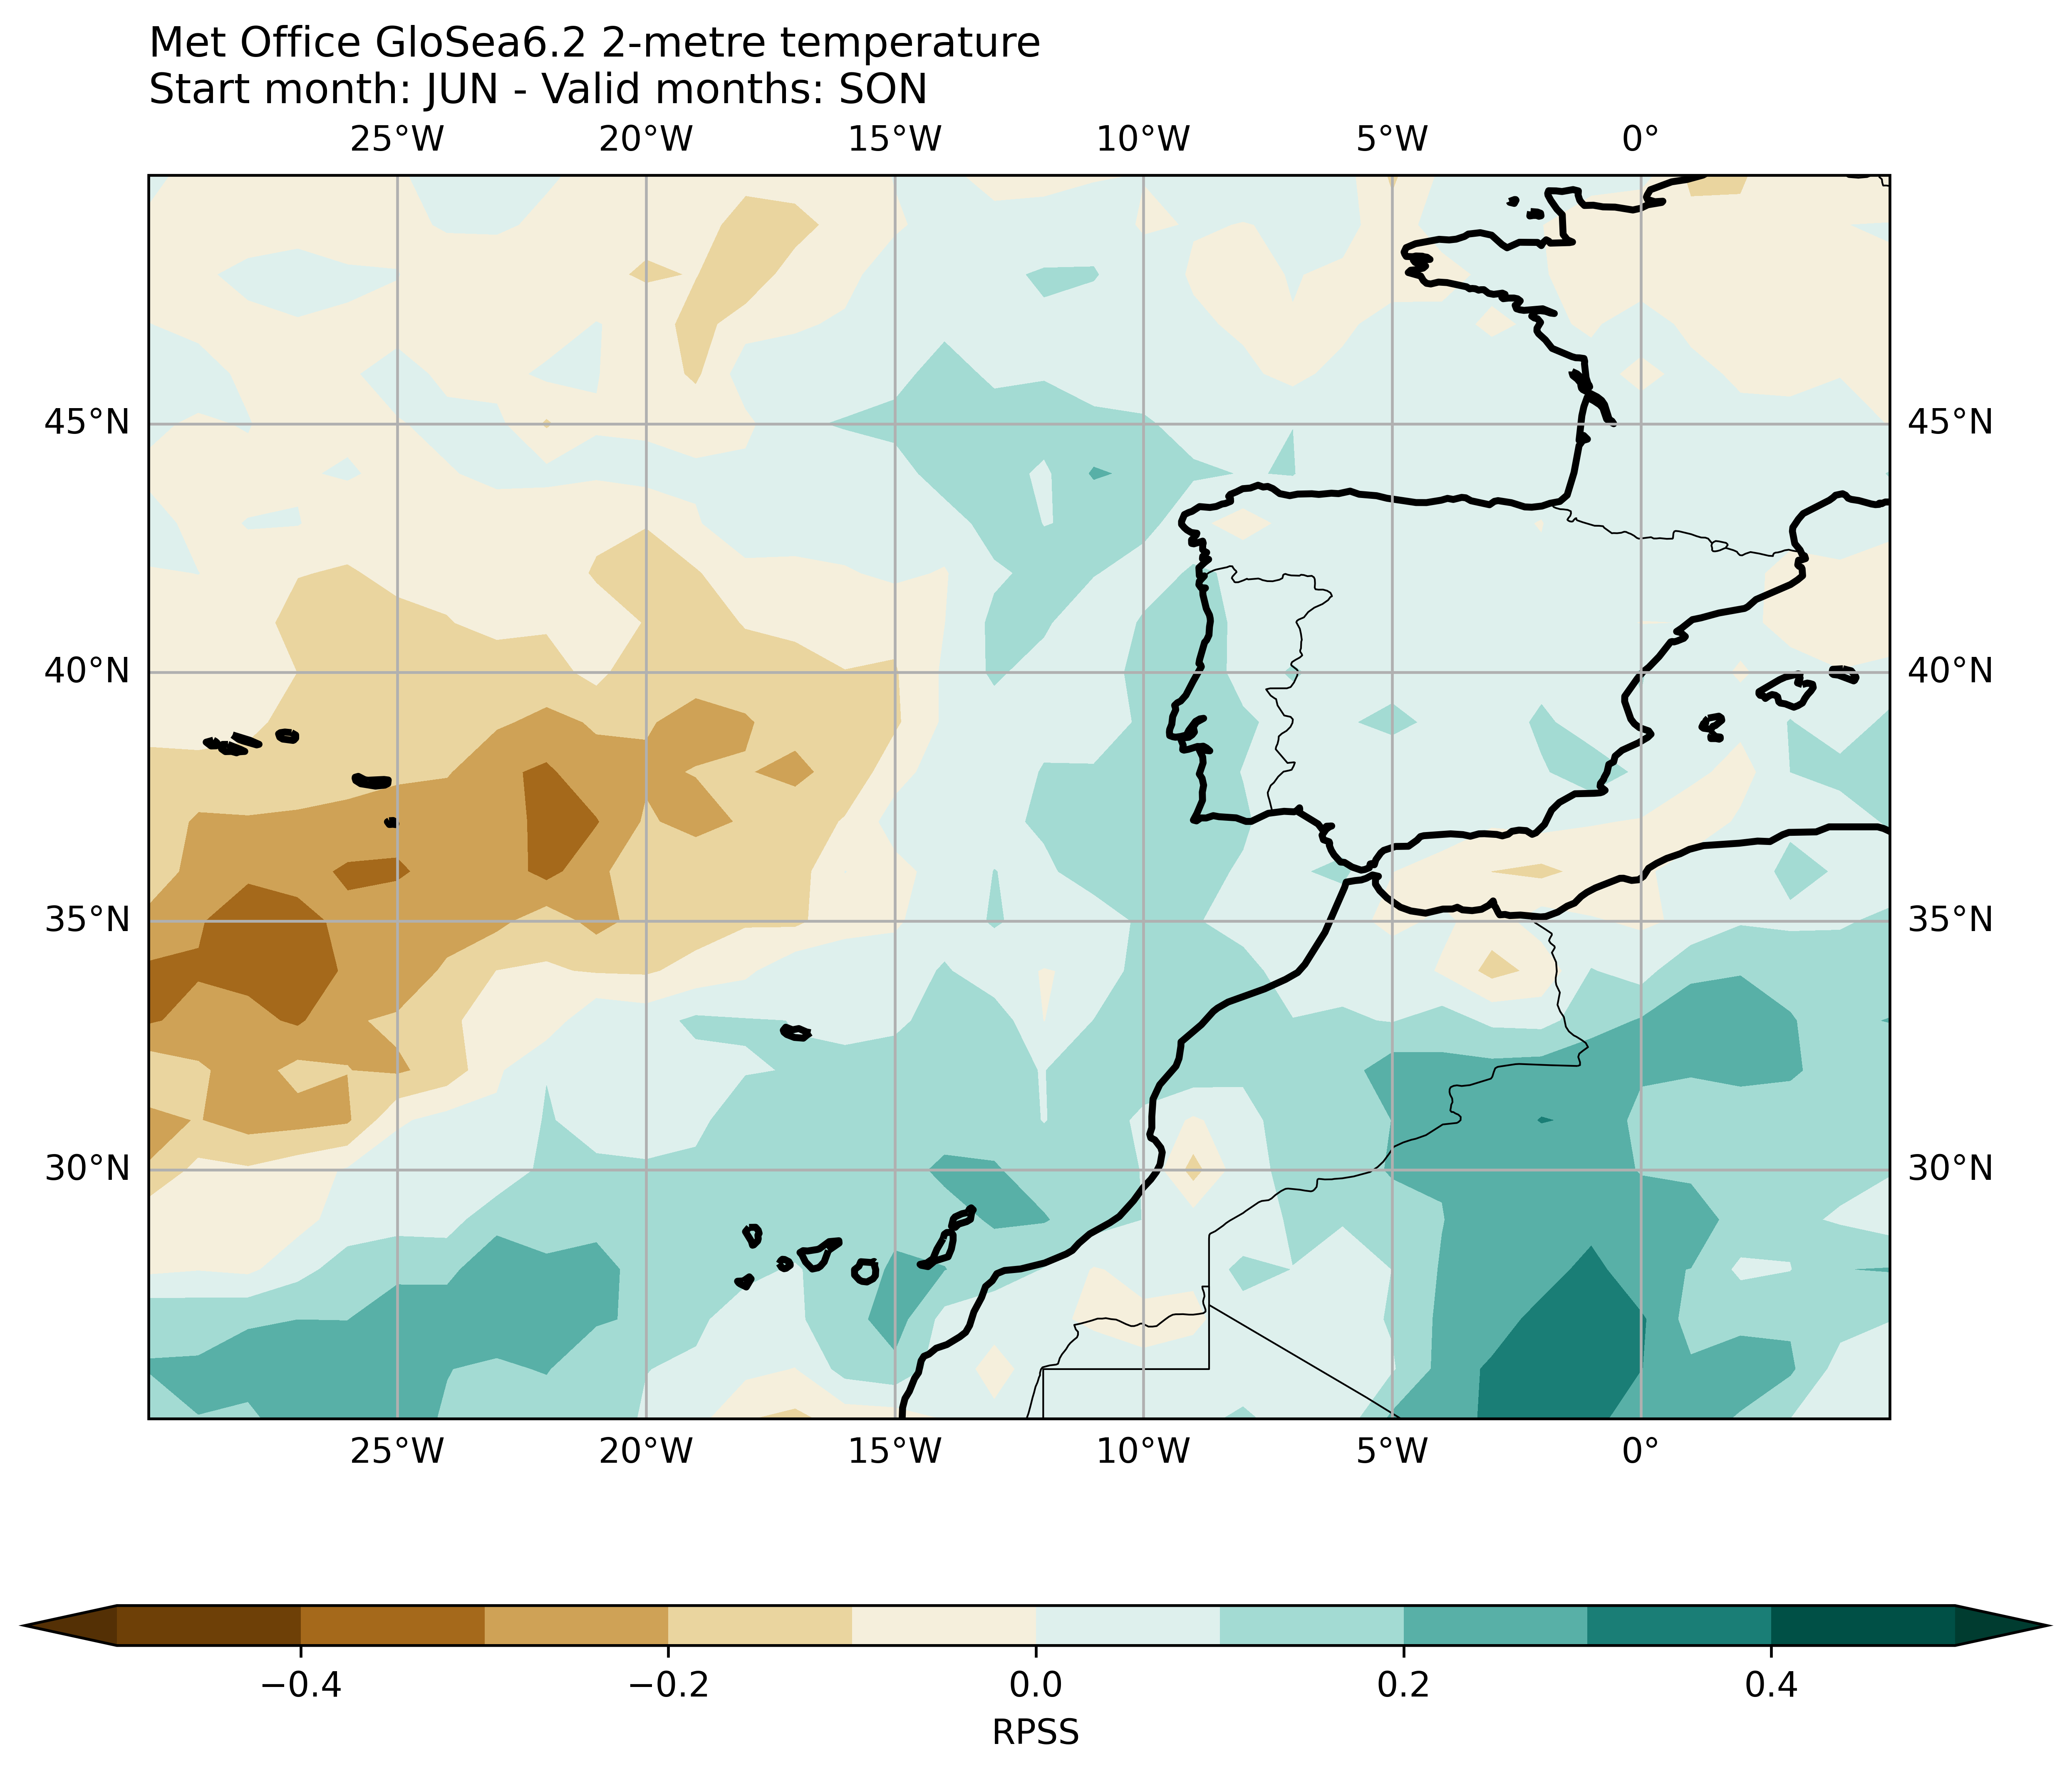 Met Office GloSea6.2 2-metre temperature
Start month: JUN - Valid months: SON
25°W 20°W 15°W 10°W 5°W 0°
45°N 45°N
40°N 40°N
35°N 35°N
30°N 30°N
25°W 20°W 15°W 10°W 5°W 0°
−0.4 −0.2 0.0 0.2 0.4
RPSS